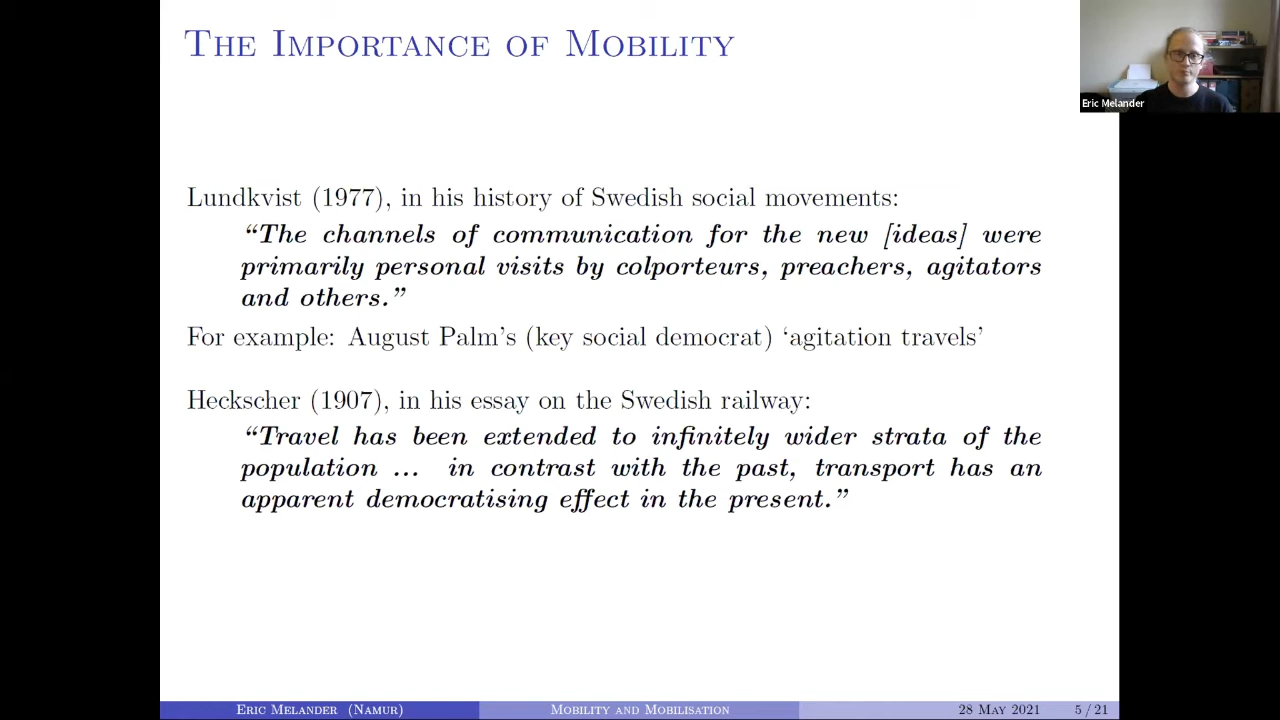 The Importance of Mobility
Eric Melander
Lundkvist (1977), in his history of Swedish social movements:
“The channels of communication for the new [ideas] were
primarily personal visits by colporteurs, preachers, agitators
and others.”
For example: August Palm’s (key social democrat) ‘agitation travels’
Heckscher (1907), in his essay on the Swedish railway:
“Travel has been extended to infinitely wider strata of the
population ... in contrast with the past, transport has an
apparent democratising effect in the present.”
Eric Melander (Namur) Mobility and Mobilisation 28 May 2021 5 / 21